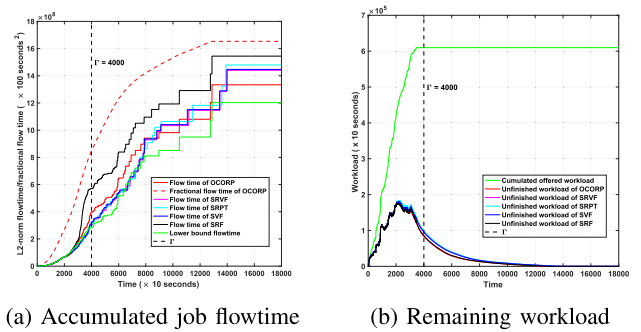 ×10⁸
18
16
14
12
10
8
6
4
2
0
L2-norm flowtime/fractional flow time ( × 100 seconds ²)
Γ = 4000
Flow time of OCORP
Fractional flow time of OCORP
Flow time of SRVF
Flow time of SRPT
Flow time of SVF
Flow time of SRF
Lower bound flowtime
Γ
0 2000 4000 6000 8000 10000 12000 14000 16000 18000
Time ( × 10 seconds)
(a) Accumulated job flowtime
×10⁵
7
6
5
4
3
2
1
0
Workload( × 10 seconds)
Γ = 4000
Cumulated offered workload
Unfinished workload of OCORP
Unfinished workload of SRVF
Unfinished workload of SRPT
Unfinished workload of SVF
Unfinished workload of SRF
Γ
0 2000 4000 6000 8000 10000 12000 14000 16000 18000
Time
(b) Remaining workload